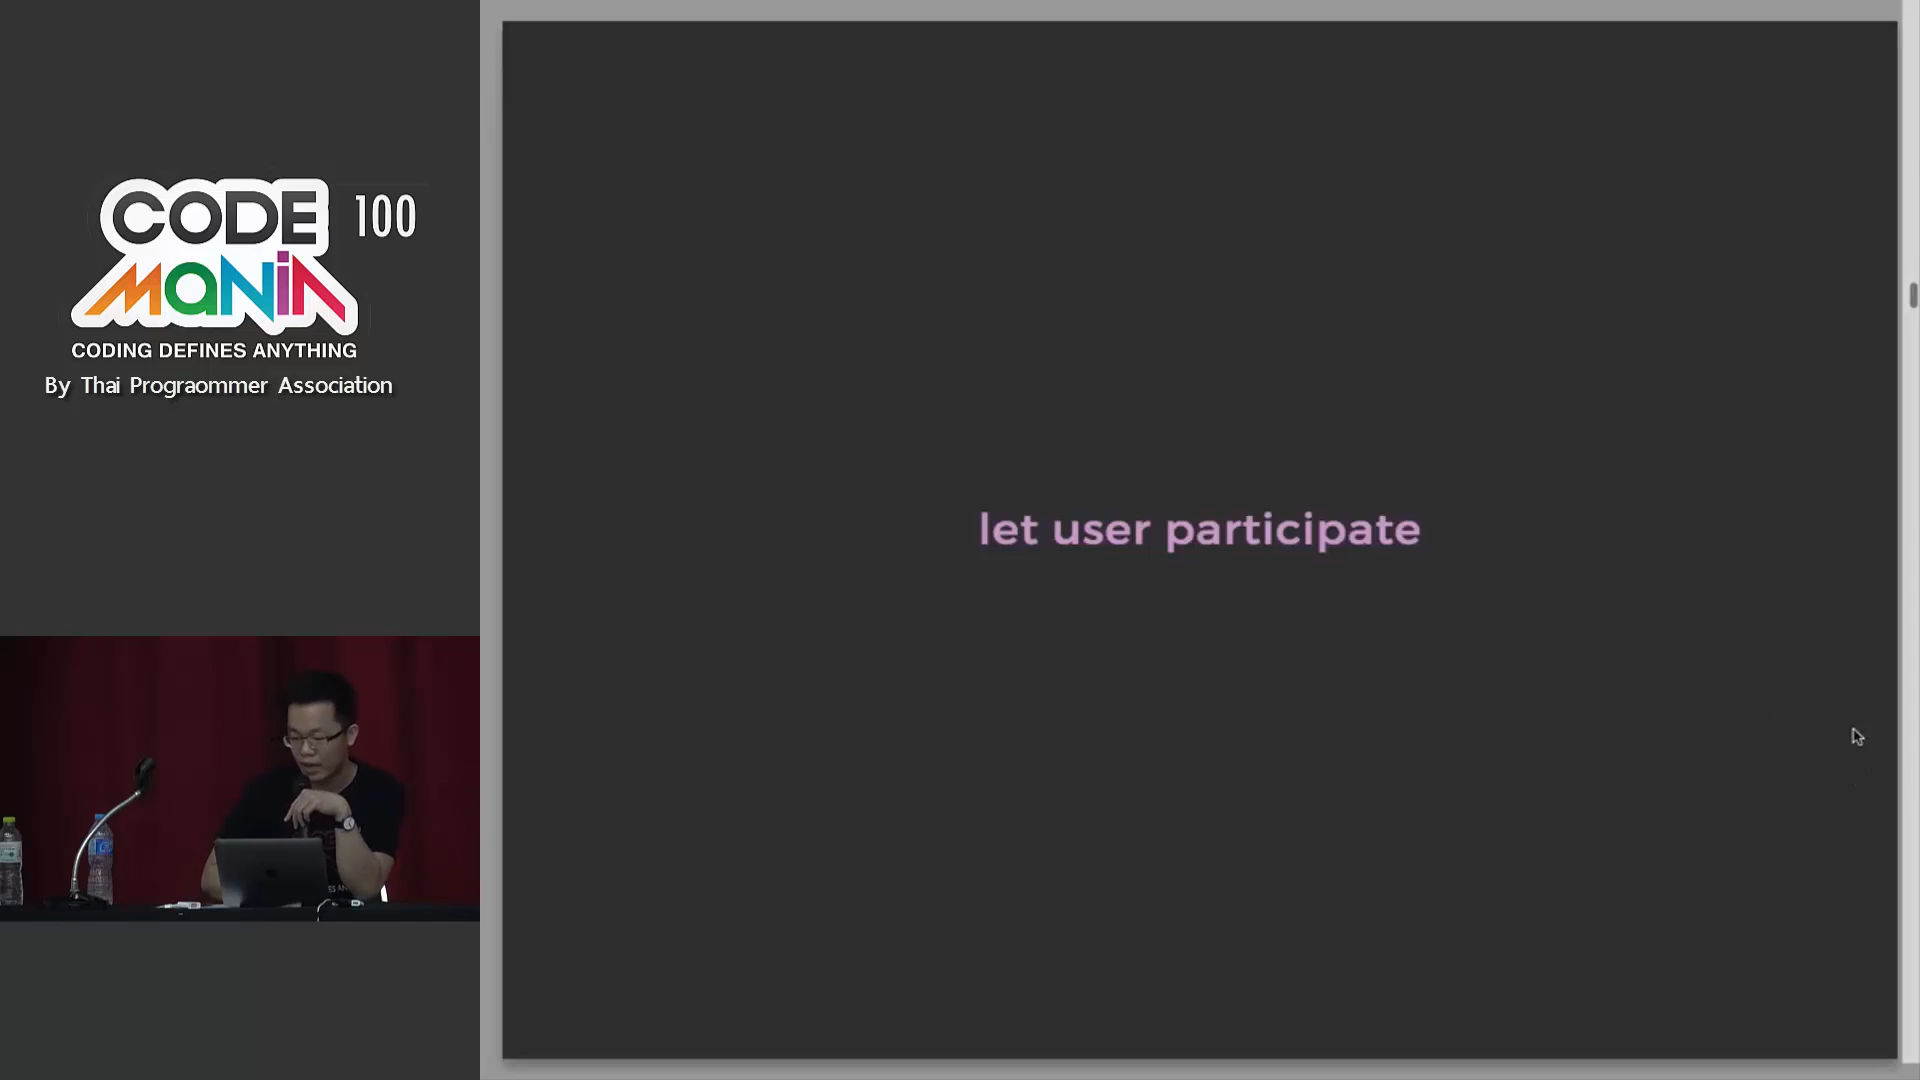 CODE 100
MANIA
CODING DEFINES ANYTHING
By Thai Prograommer Association
let user participate